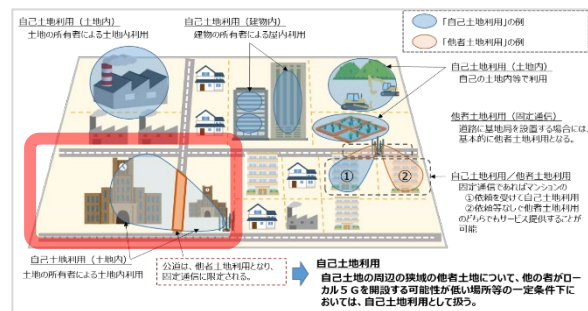 自己土地利用（土地内）
土地の所有者による土地内利用
自己土地利用（建物内）
建物の所有者による屋内利用
「自己土地利用」の例
「他者土地利用」の例
自己土地利用（土地内）
自己の土地内等で利用
他者土地利用（固定通信）
道路に基地局を設置する場合には、
基本的に他者土地利用となる。
自己土地利用／他者土地利用
固定通信であればマンションの
①依頼を受けて自己土地利用
②依頼等なしで他者土地利用
のどちらでもサービス提供することが
可能
①
②
自己土地利用（土地内）
土地の所有者による土地内利用
公道は、他者土地利用となり、
固定通信に限定される。
自己土地利用
自己土地の周辺の狭域の他者土地について、他の者がロー
カル５Ｇを開設する可能性が低い場所等の一定条件下に
おいては、自己土地利用として扱う。